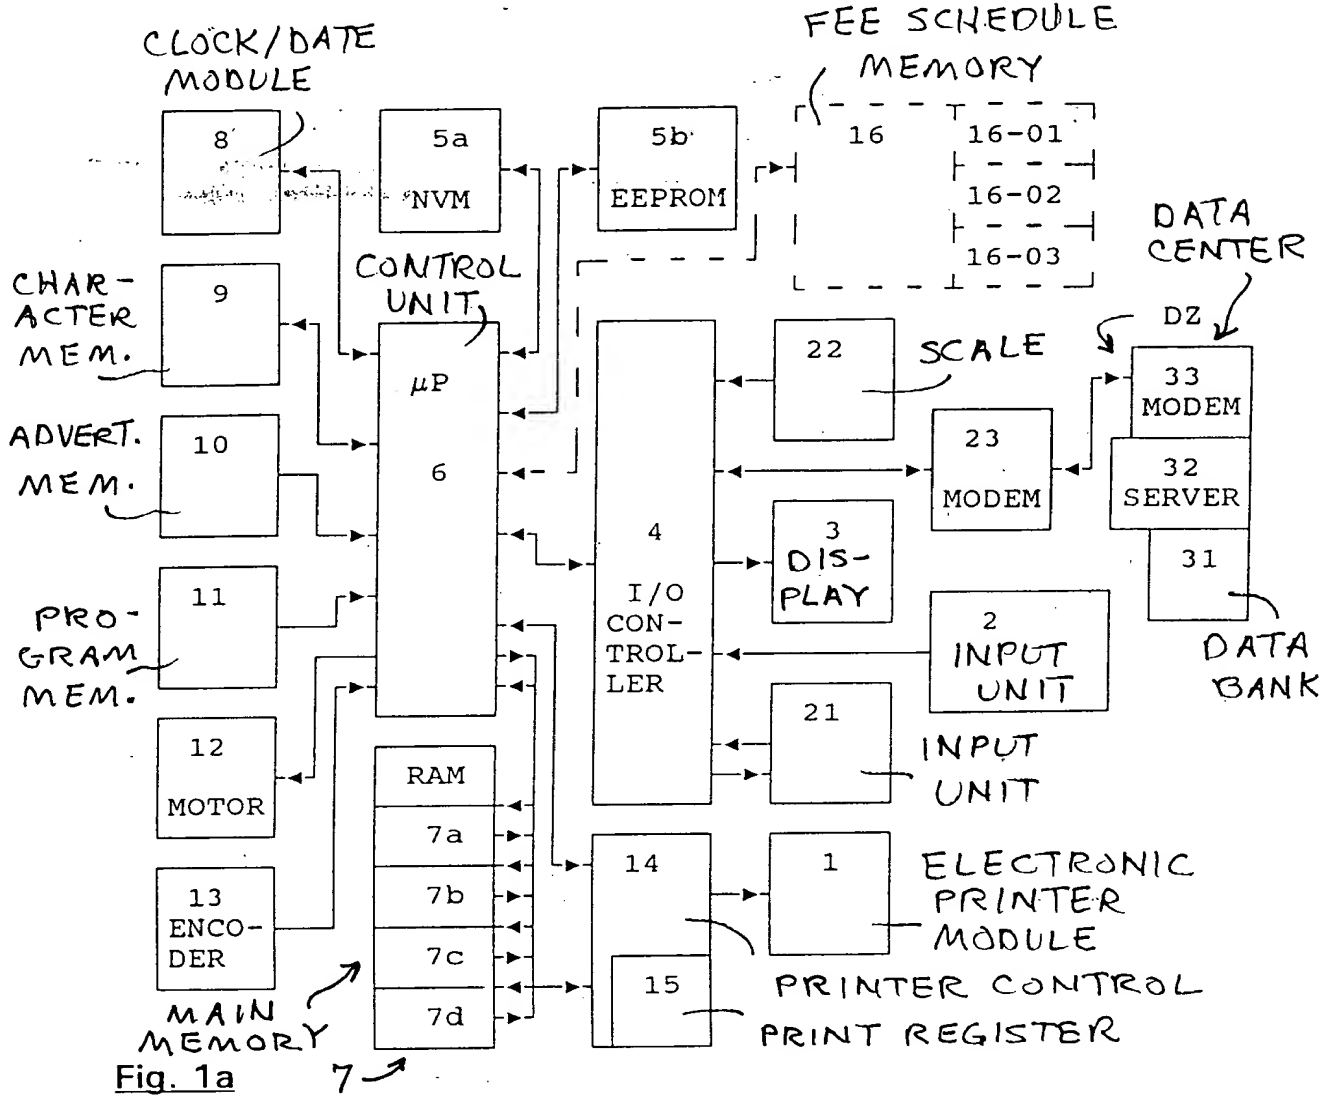 CLOCK/DATE
MODULE
FEE SCHEDULE
MEMORY
8
5a
NVM
5b
EEPROM
16
16-01
16-02
16-03
DATA
CENTER
CHAR-
ACTER
MEM.
9
CONTROL
UNIT
μP
6
ADVERT.
MEM.
10
PRO-
GRAM
MEM.
11
12
MOTOR
13
ENCO-
DER
MAIN
MEMORY
7
RAM
7a
7b
7c
7d
4
I/O
CON-
TROL-
LER
22
SCALE
23
MODEM
DZ
33
MODEM
32
SERVER
31
DATA
BANK
3
DIS-
PLAY
2
INPUT
UNIT
21
INPUT
UNIT
14
15
1
ELECTRONIC
PRINTER
MODULE
PRINTER CONTROL
PRINT REGISTER
Fig. 1a